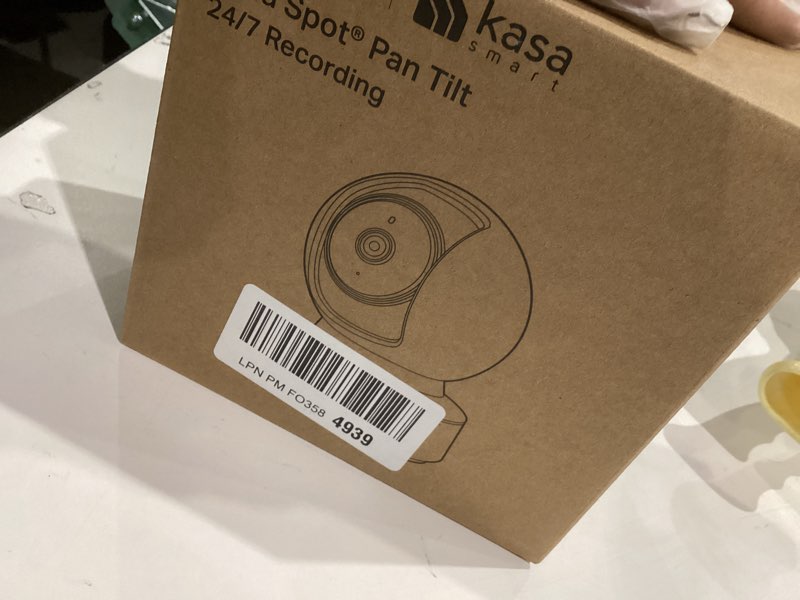 Spot® Pan Tilt
24/7 Recording
kasa
smart
LPN PM FO358 4939